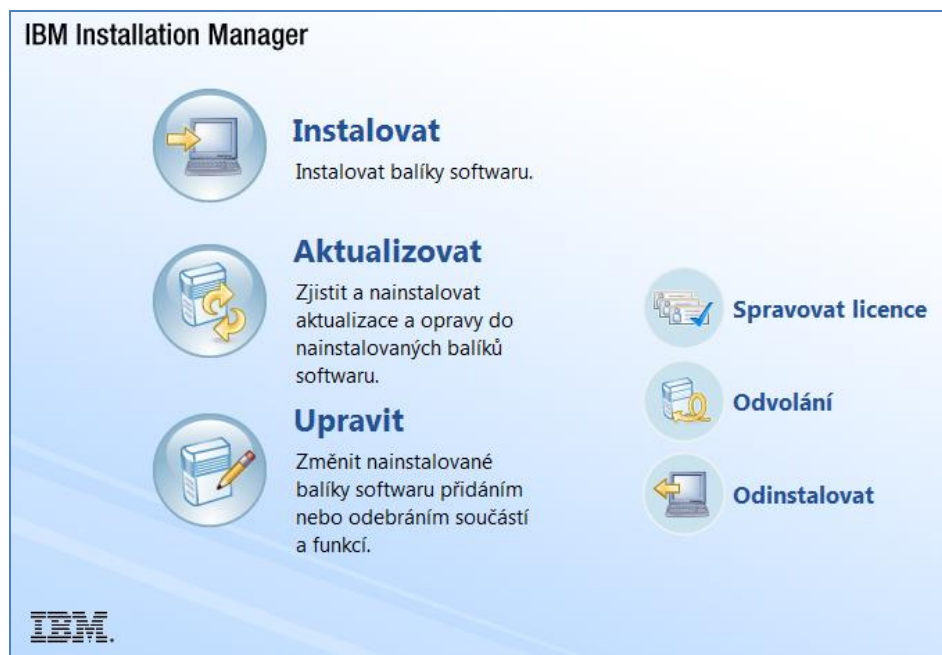 IBM Installation Manager
Instalovat
Instalovat balíky softwaru.
Aktualizovat
Zjistit a nainstalovat
aktualizace a opravy do
nainstalovaných balíků
softwaru.
Upravit
Změnit nainstalované
balíky softwaru přidáním
nebo odebráním součástí
a funkcí.
Spravovat licence
Odvolání
Odinstalovat
IBM.